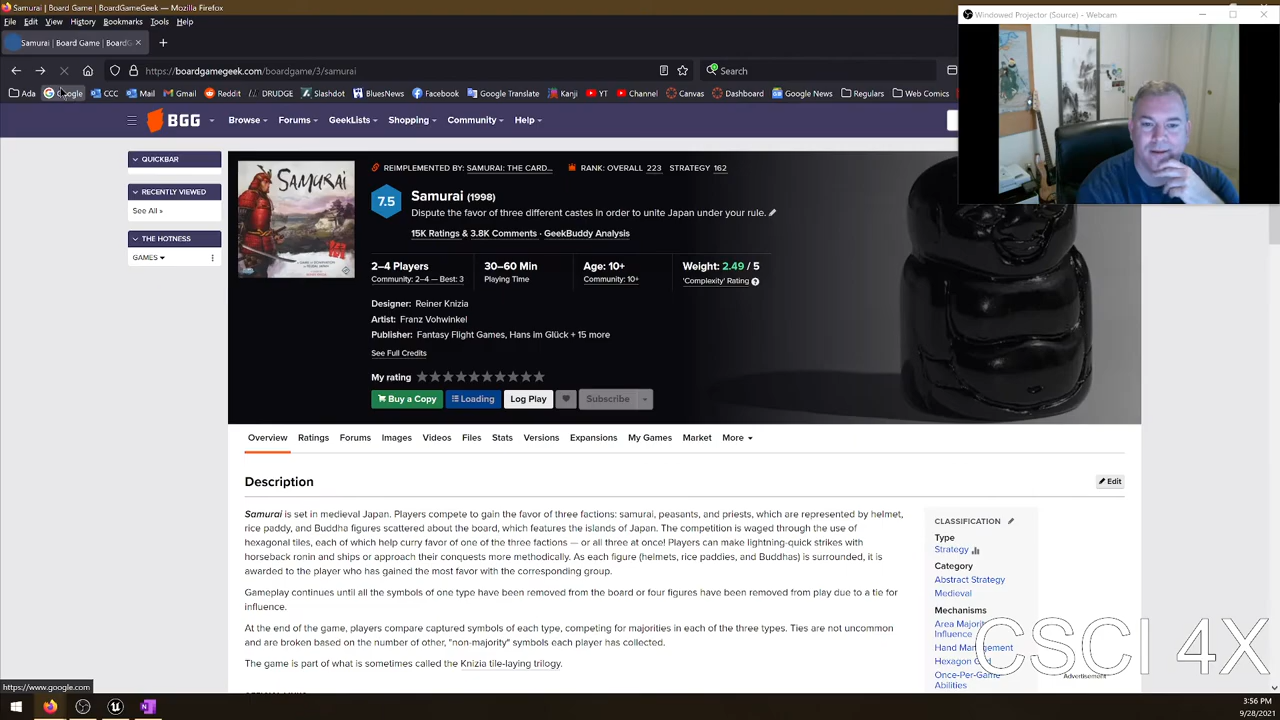 Samurai | Board Game | BoardGameGeek - Mozilla Firefox
File Edit View History Bookmarks Tools Help
Windowed Projector (Source) - Webcam
Samurai | Board Game | BoardG
https://boardgamegeek.com/boardgame/3/samurai
Search
Ada Google CCC Mail Gmail Reddit DRUDGE Slashdot BlueNews Facebook Google Translate Kanji YT Channel Canvas Dashboard Google News Regulars Web Comics
BGG Browse Forums GeekLists Shopping Community Help
QUICKBAR
RECENTLY VIEWED
See All »
THE HOTNESS
GAMES
SAMURAI
REIMPLEMENTED BY: SAMURAI: THE CARD... RANK: OVERALL 223 STRATEGY 162
7.5
Samurai (1998)
Dispute the favor of three different castes in order to unite Japan under your rule.
15K Ratings & 3.8K Comments · GeekBuddy Analysis
2–4 Players 30–60 Min Age: 10+ Weight: 2.49 / 5
Community: 2–4 — Best: 3 Playing Time Community: 10+ 'Complexity' Rating
Designer: Reiner Knizia
Artist: Franz Vohwinkel
Publisher: Fantasy Flight Games, Hans im Glück + 15 more
See Full Credits
My rating
Buy a Copy Loading Log Play Subscribe
Overview Ratings Forums Images Videos Files Stats Versions Expansions My Games Market More
Description
Edit
Samurai is set in medieval Japan. Players compete to gain the favor of three factions: samurai, peasants, and priests, which are represented by helmet,
rice paddy, and Buddha figures scattered about the board, which features the islands of Japan. The competition is waged through the use of
hexagonal tiles, each of which help curry favor of one of the three factions — or all three at once! Players can make lightning-quick strikes with
horseback ronin and ships or approach their conquests more methodically. As each figure (helmets, rice paddies, and Buddhas) is surrounded, it is
awarded to the player who has gained the most favor with the corresponding group.
Gameplay continues until all the symbols of one type have been removed from the board or four figures have been removed from play due to a tie for
influence.
At the end of the game, players compare captured symbols of each type, competing for majorities in each of the three types. Ties are not uncommon
and are broken based on the number of other, "non-majority" symbols each player has collected.
The game is part of what is sometimes called the Knizia tile-laying trilogy.
CLASSIFICATION
Type
Strategy
Category
Abstract Strategy
Medieval
Mechanisms
Area Majority
Influence
Hand Management
Hexagon Grid
Once-Per-Game
Abilities
Advertisement
CSCI 4X
https://www.google.com
3:56 PM
9/28/2021